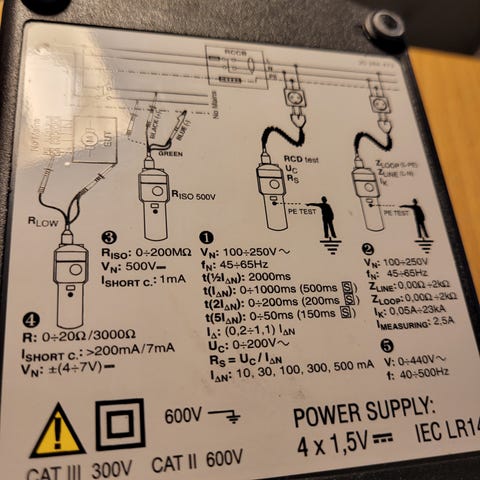 RCCB
L
N
PE
No Mains
BLACK (+)
BLUE (-)
GREEN
EUT
RLOW
RISO 500V
RCD test
UC
RS
PE TEST
ZLOOP (L-PE)
ZLINE (L-N)
IK
PE TEST
❸
RISO: 0÷200MΩ
VN: 500V⎓
ISHORT C.: 1mA
❶
VN: 100÷250V~
fN: 45÷65Hz
t(½IΔN): 2000ms
t(IΔN): 0÷1000ms (500ms S)
t(2IΔN): 0÷200ms (200ms S)
t(5IΔN): 0÷50ms (150ms S)
IΔ: (0,2÷1,1) IΔN
UC: 0÷200V~
RS = UC / IΔN
IΔN: 10, 30, 100, 300, 500 mA
❷
VN: 100÷250V
fN: 45÷65Hz
ZLINE: 0,00Ω÷2kΩ
ZLOOP: 0,00Ω÷2kΩ
IK: 0,05A÷23kA
IMEASURING: 2,5A
❺
V: 0÷440V~
f: 40÷500Hz
❹
R: 0÷20Ω/3000Ω
ISHORT C.: >200mA/7mA
VN: ±(4÷7V)⎓
600V
CAT III 300V CAT II 600V
POWER SUPPLY:
4 x 1,5V⎓ IEC LR14